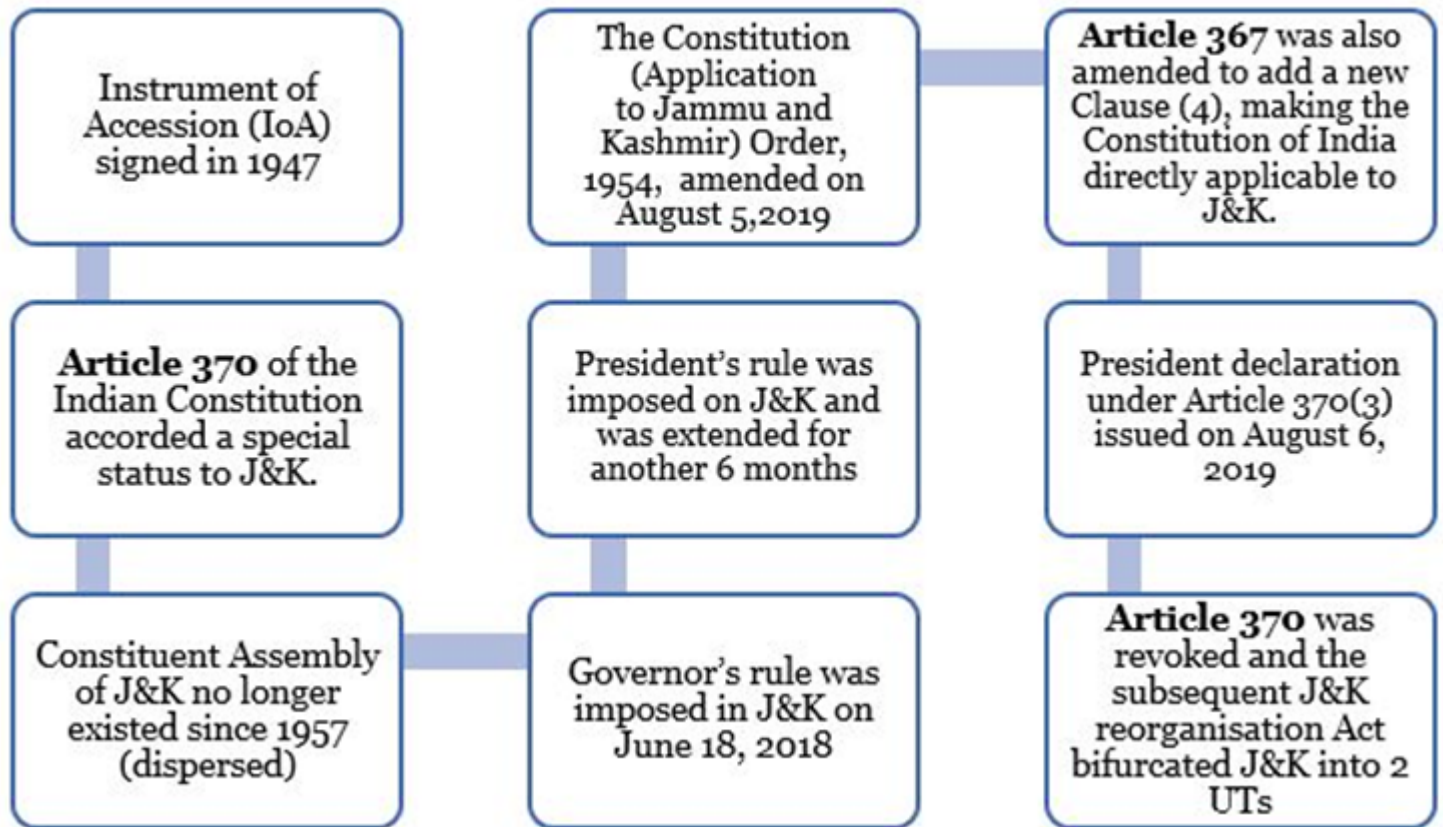 Instrument of
Accession (IoA)
signed in 1947
Article 370 of the
Indian Constitution
accorded a special
status to J&K.
Constituent Assembly
of J&K no longer
existed since 1957
(dispersed)
Governor's rule was
imposed in J&K on
June 18, 2018
President's rule was
imposed on J&K and
was extended for
another 6 months
The Constitution
(Application
to Jammu and
Kashmir) Order,
1954, amended on
August 5,2019
Article 367 was also
amended to add a new
Clause (4), making the
Constitution of India
directly applicable to
J&K.
President declaration
under Article 370(3)
issued on August 6,
2019
Article 370 was
revoked and the
subsequent J&K
reorganisation Act
bifurcated J&K into 2
UTs